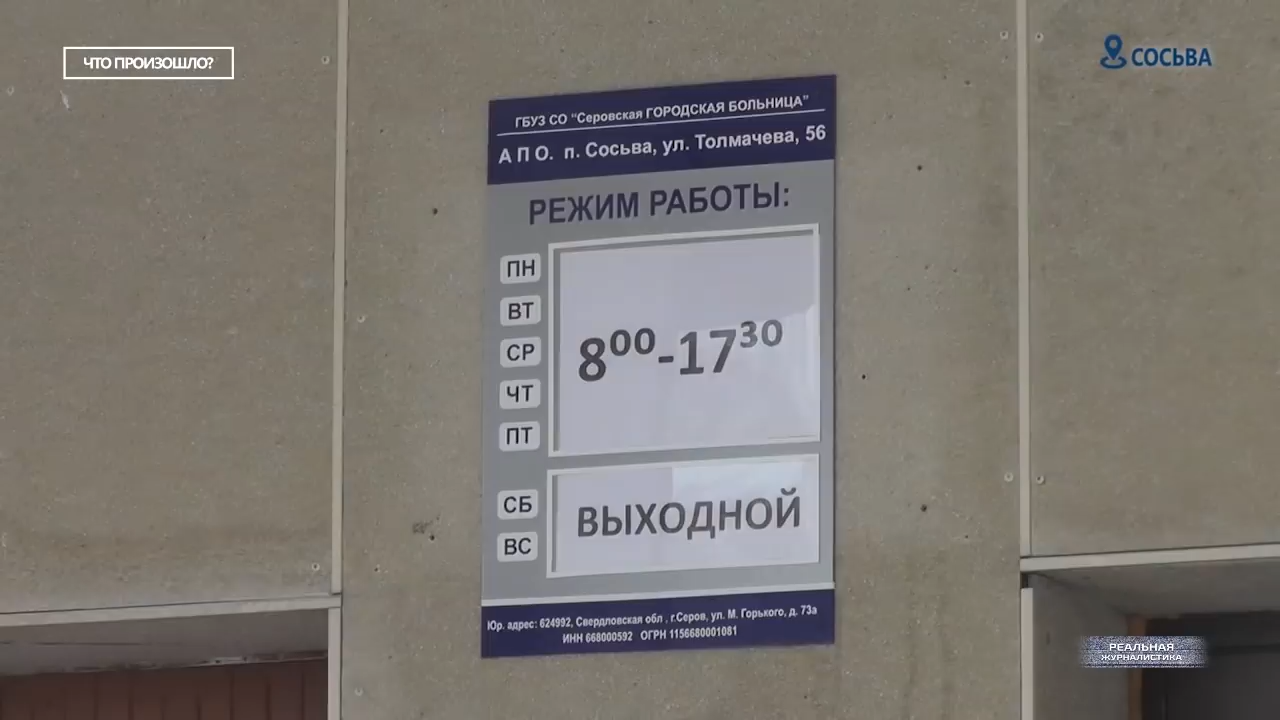 ЧТО ПРОИЗОШЛО?
СОСЬВА
ГБУЗ СО "Серовская ГОРОДСКАЯ БОЛЬНИЦА"
А П О. п. Сосьва, ул. Толмачева, 56
РЕЖИМ РАБОТЫ:
ПН
ВТ
СР
ЧТ
ПТ
8⁰⁰-17³⁰
СБ
ВС
ВЫХОДНОЙ
Юр. адрес: 624992, Свердловская обл , г.Серов, ул. М. Горького, д. 73а
ИНН 668000592 ОГРН 1156680001081
РЕАЛЬНАЯ
ЖУРНАЛИСТИКА